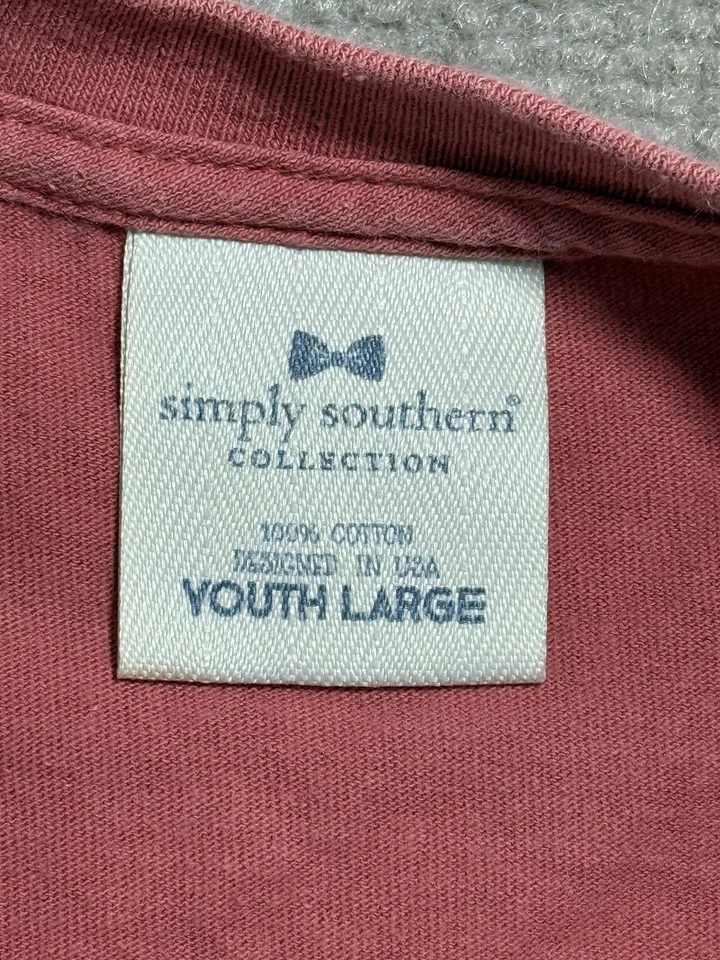 simply southern®
COLLECTION
100% COTTON
DESIGNED IN USA
YOUTH LARGE